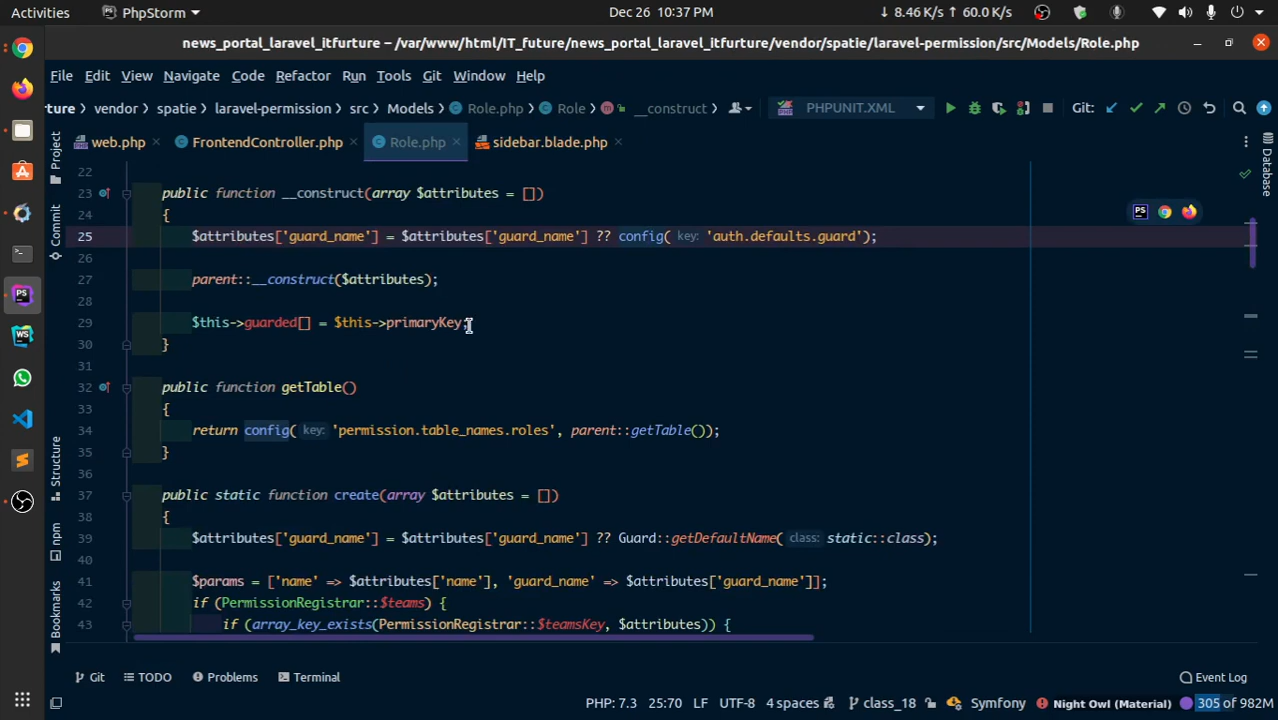 Activities PhpStorm Dec 26 10:37 PM ↓ 8.46 K/s ↑ 60.0 K/s
news_portal_laravel_itfurture – /var/www/html/IT_future/news_portal_laravel_itfurture/vendor/spatie/laravel-permission/src/Models/Role.php
File Edit View Navigate Code Refactor Run Tools Git Window Help
rture vendor spatie laravel-permission src Models Role.php Role __construct PHPUNIT.XML Git:
web.php FrontendController.php Role.php sidebar.blade.php
Project
Commit
Structure
npm
Bookmarks
Database
22
23 public function __construct(array $attributes = [])
24 {
25 $attributes['guard_name'] = $attributes['guard_name'] ?? config( key: 'auth.defaults.guard');
26
27 parent::__construct($attributes);
28
29 $this->guarded[] = $this->primaryKey;
30 }
31
32 public function getTable()
33 {
34 return config( key: 'permission.table_names.roles', parent::getTable());
35 }
36
37 public static function create(array $attributes = [])
38 {
39 $attributes['guard_name'] = $attributes['guard_name'] ?? Guard::getDefaultName( class: static::class);
40
41 $params = ['name' => $attributes['name'], 'guard_name' => $attributes['guard_name']];
42 if (PermissionRegistrar::$teams) {
43 if (array_key_exists(PermissionRegistrar::$teamsKey, $attributes)) {
Git TODO Problems Terminal Event Log
PHP: 7.3 25:70 LF UTF-8 4 spaces class_18 Symfony Night Owl (Material) 305 of 982M